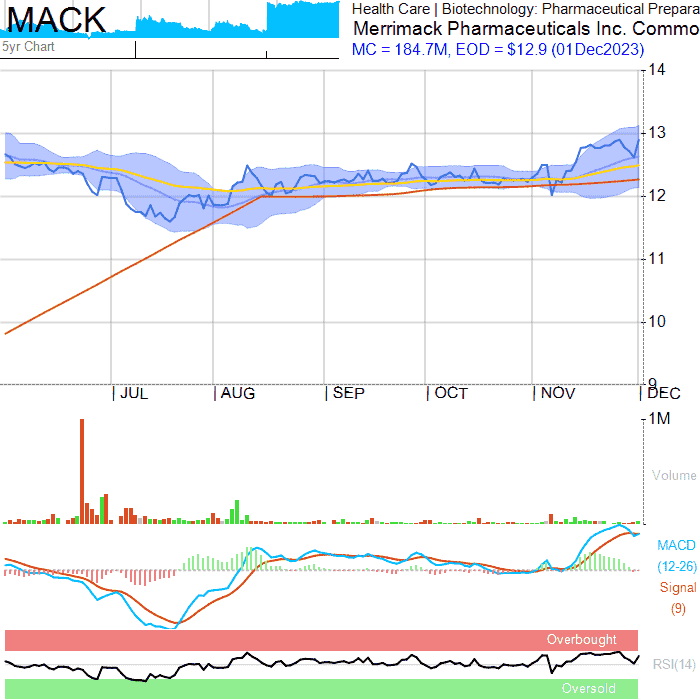 MACK
5yr Chart
Health Care | Biotechnology: Pharmaceutical Prepara
Merrimack Pharmaceuticals Inc. Commo
MC = 184.7M, EOD = $12.9 (01Dec2023)
14
13
12
11
10
9
JUL AUG SEP OCT NOV DEC
1M
Volume
MACD
(12-26)
Signal
(9)
Overbought
RSI(14)
Oversold